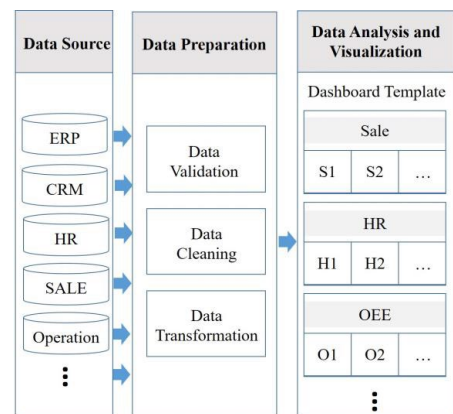 Data Source
ERP
CRM
HR
SALE
Operation
Data Preparation
Data
Validation
Data
Cleaning
Data
Transformation
Data Analysis and
Visualization
Dashboard Template
Sale
S1 S2 …
HR
H1 H2 …
OEE
O1 O2 …